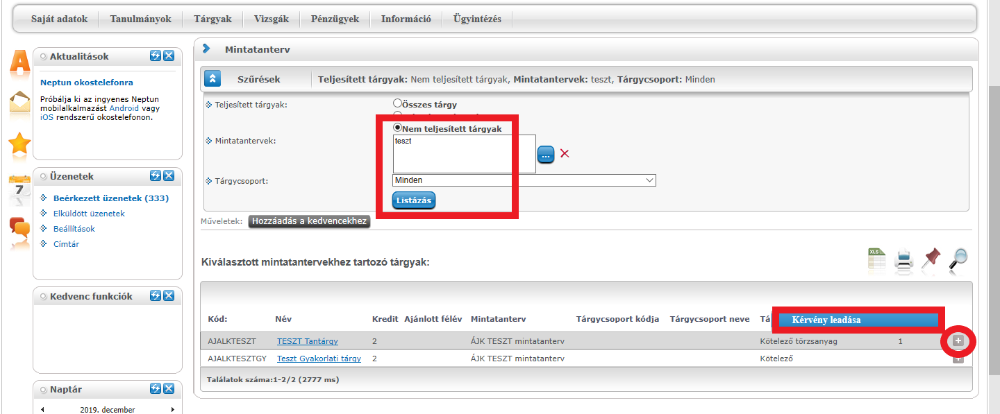 Saját adatok Tanulmányok Tárgyak Vizsgák Pénzügyek Információ Ügyintézés
Aktualitások
Neptun okostelefonra
Próbálja ki az ingyenes Neptun
mobilalkalmazást Android vagy
iOS rendszerű okostelefonon.
Üzenetek
7
Beérkezett üzenetek (333)
Elküldött üzenetek
Beállítások
Címtár
Kedvenc funkciók
Naptár
2019. december
Mintatanterv
Szűrések
Teljesített tárgyak: Nem teljesített tárgyak, Mintatantervek: teszt, Tárgycsoport: Minden
Teljesített tárgyak:
Összes tárgy
Nem teljesített tárgyak
Mintatantervek:
teszt
...
Tárgycsoport:
Minden
Listázás
Műveletek: Hozzáadás a kedvencekhez
Kiválasztott mintatantervekhez tartozó tárgyak:
XLS
Kód: Név Kredit Ajánlott félév Mintatanterv Tárgycsoport kódja Tárgycsoport neve Kérvény leadása
AJALKTESZT TESZT Tantárgy 2 ÁJK TESZT mintatanterv Kötelező törzsanyag 1
AJALKTESZTGY Teszt Gyakorlati tárgy 2 ÁJK TESZT mintatanterv Kötelező
Találatok száma:1-2/2 (2777 ms)